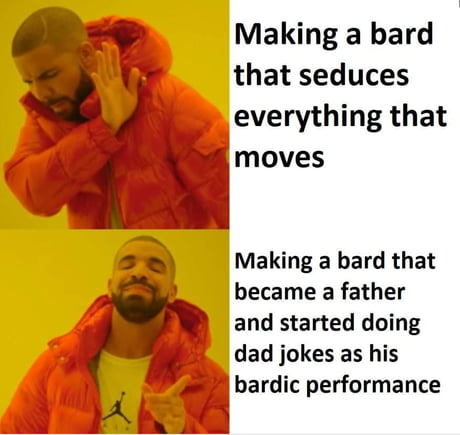 Making a bard
that seduces
everything that
moves
Making a bard that
became a father
and started doing
dad jokes as his
bardic performance